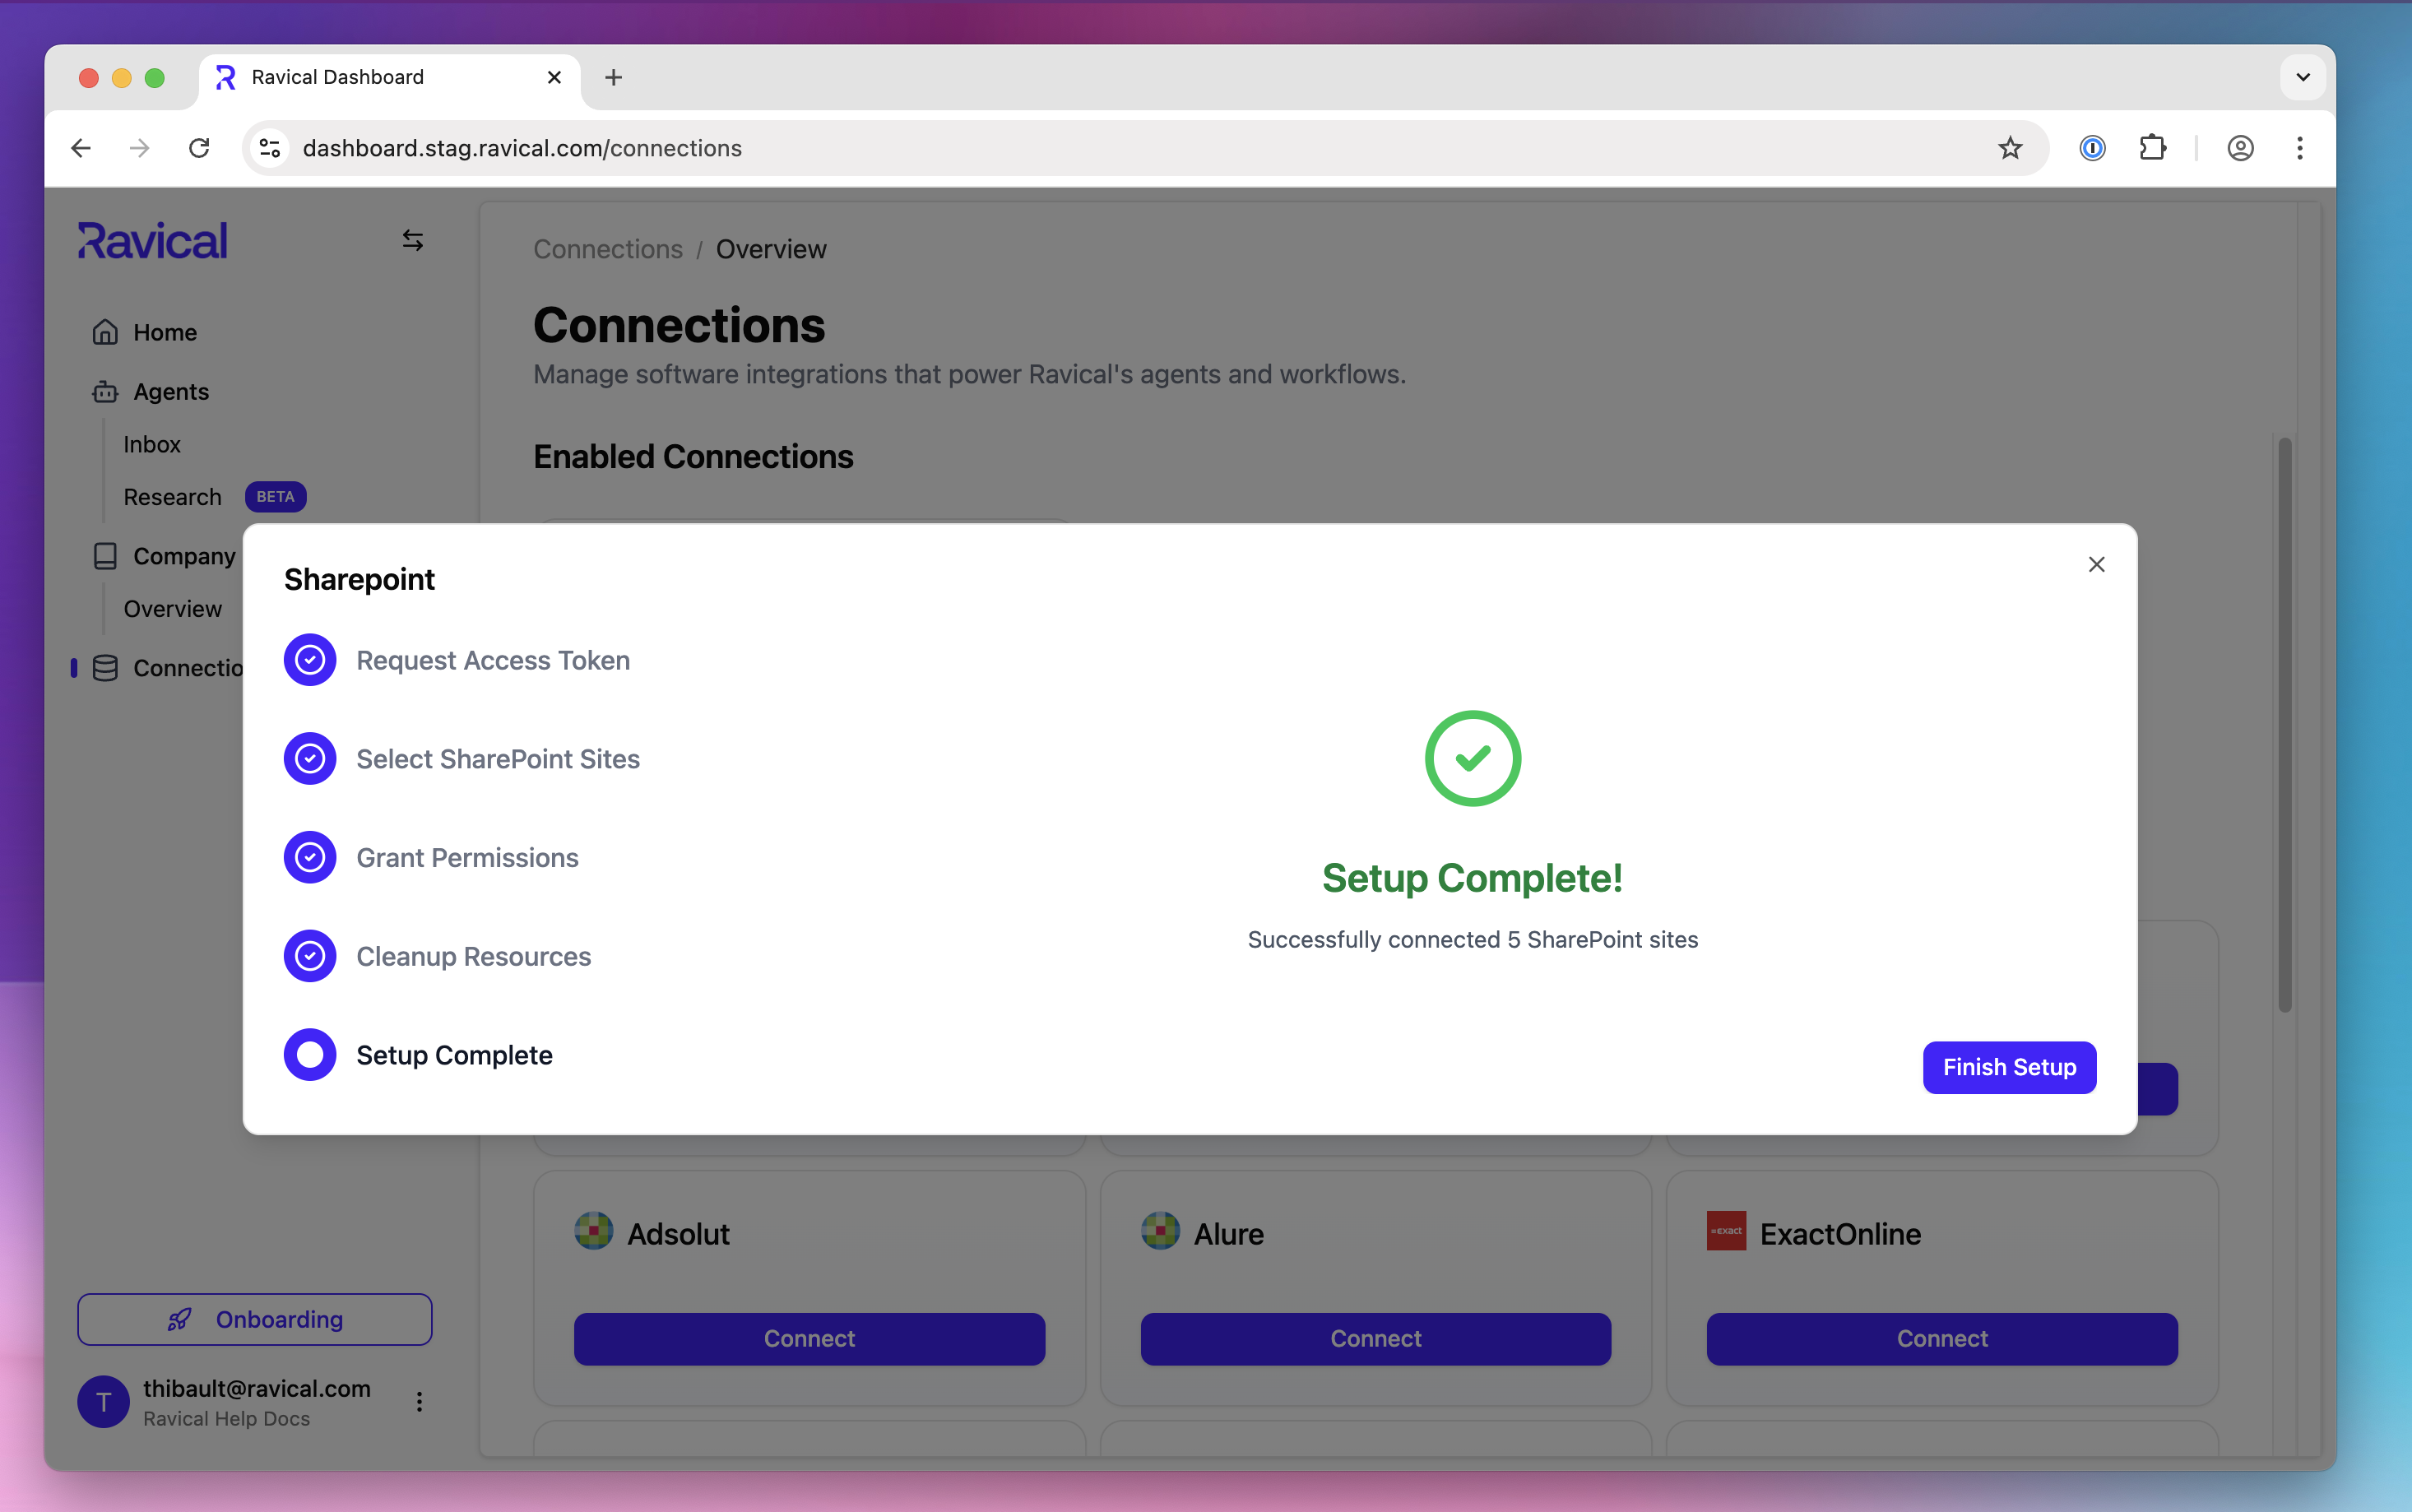 Ravical Dashboard
dashboard.stag.ravical.com/connections
Ravical
Home
Agents
Inbox
Research BETA
Company
Overview
Connectio
Onboarding
T
thibault@ravical.com
Ravical Help Docs
Connections / Overview
Connections
Manage software integrations that power Ravical's agents and workflows.
Enabled Connections
Sharepoint
Request Access Token
Select SharePoint Sites
Grant Permissions
Cleanup Resources
Setup Complete
Setup Complete!
Successfully connected 5 SharePoint sites
Finish Setup
Adsolut
Connect
Alure
Connect
=exact
ExactOnline
Connect